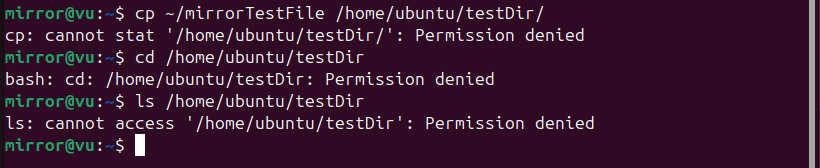 mirror@vu:~$ cp ~/mirrorTestFile /home/ubuntu/testDir/
cp: cannot stat '/home/ubuntu/testDir/': Permission denied
mirror@vu:~$ cd /home/ubuntu/testDir
bash: cd: /home/ubuntu/testDir: Permission denied
mirror@vu:~$ ls /home/ubuntu/testDir
ls: cannot access '/home/ubuntu/testDir': Permission denied
mirror@vu:~$